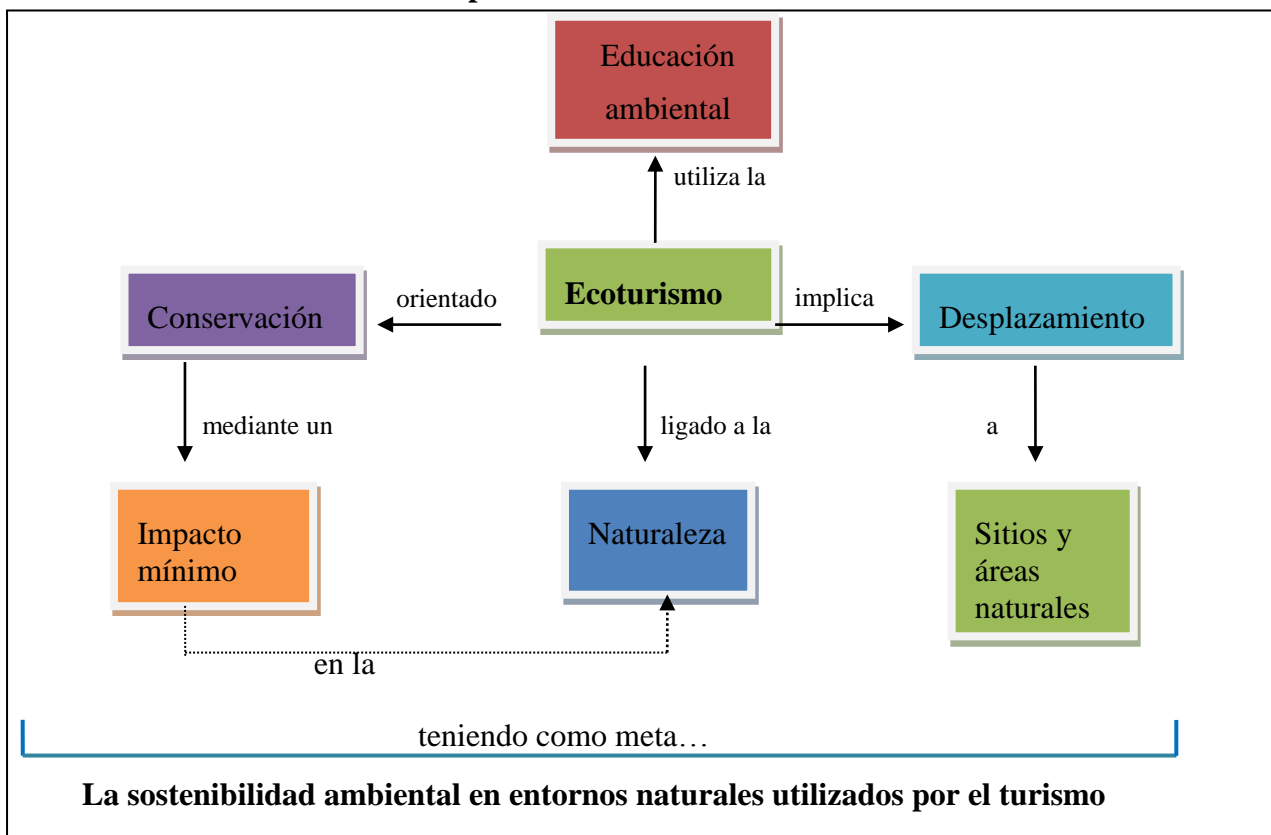 Educación
ambiental
utiliza la
Ecoturismo
orientado
implica
Conservación
Desplazamiento
mediante un
ligado a la
a
Impacto
mínimo
Naturaleza
Sitios y
áreas
naturales
en la
teniendo como meta…
La sostenibilidad ambiental en entornos naturales utilizados por el turismo